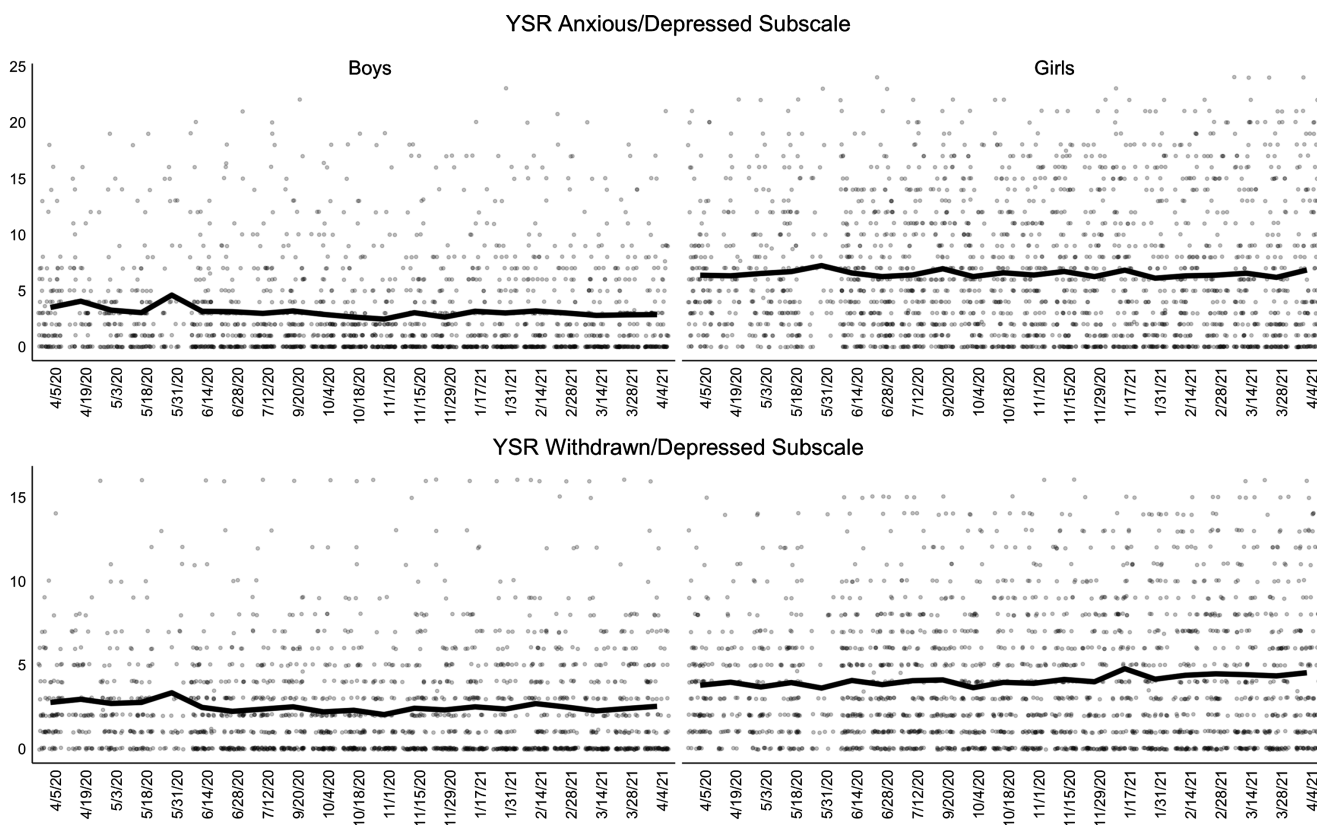 YSR Anxious/Depressed Subscale
Boys
Girls
25
20
15
10
5
0
4/5/20 4/19/20 5/3/20 5/18/20 5/31/20 6/14/20 6/28/20 7/12/20 9/20/20 10/4/20 10/18/20 11/1/20 11/15/20 11/29/20 1/17/21 1/31/21 2/14/21 2/28/21 3/14/21 3/28/21 4/4/21
4/5/20 4/19/20 5/3/20 5/18/20 5/31/20 6/14/20 6/28/20 7/12/20 9/20/20 10/4/20 10/18/20 11/1/20 11/15/20 11/29/20 1/17/21 1/31/21 2/14/21 2/28/21 3/14/21 3/28/21 4/4/21
YSR Withdrawn/Depressed Subscale
15
10
5
0
4/5/20 4/19/20 5/3/20 5/18/20 5/31/20 6/14/20 6/28/20 7/12/20 9/20/20 10/4/20 10/18/20 11/1/20 11/15/20 11/29/20 1/17/21 1/31/21 2/14/21 2/28/21 3/14/21 3/28/21 4/4/21
4/5/20 4/19/20 5/3/20 5/18/20 5/31/20 6/14/20 6/28/20 7/12/20 9/20/20 10/4/20 10/18/20 11/1/20 11/15/20 11/29/20 1/17/21 1/31/21 2/14/21 2/28/21 3/14/21 3/28/21 4/4/21